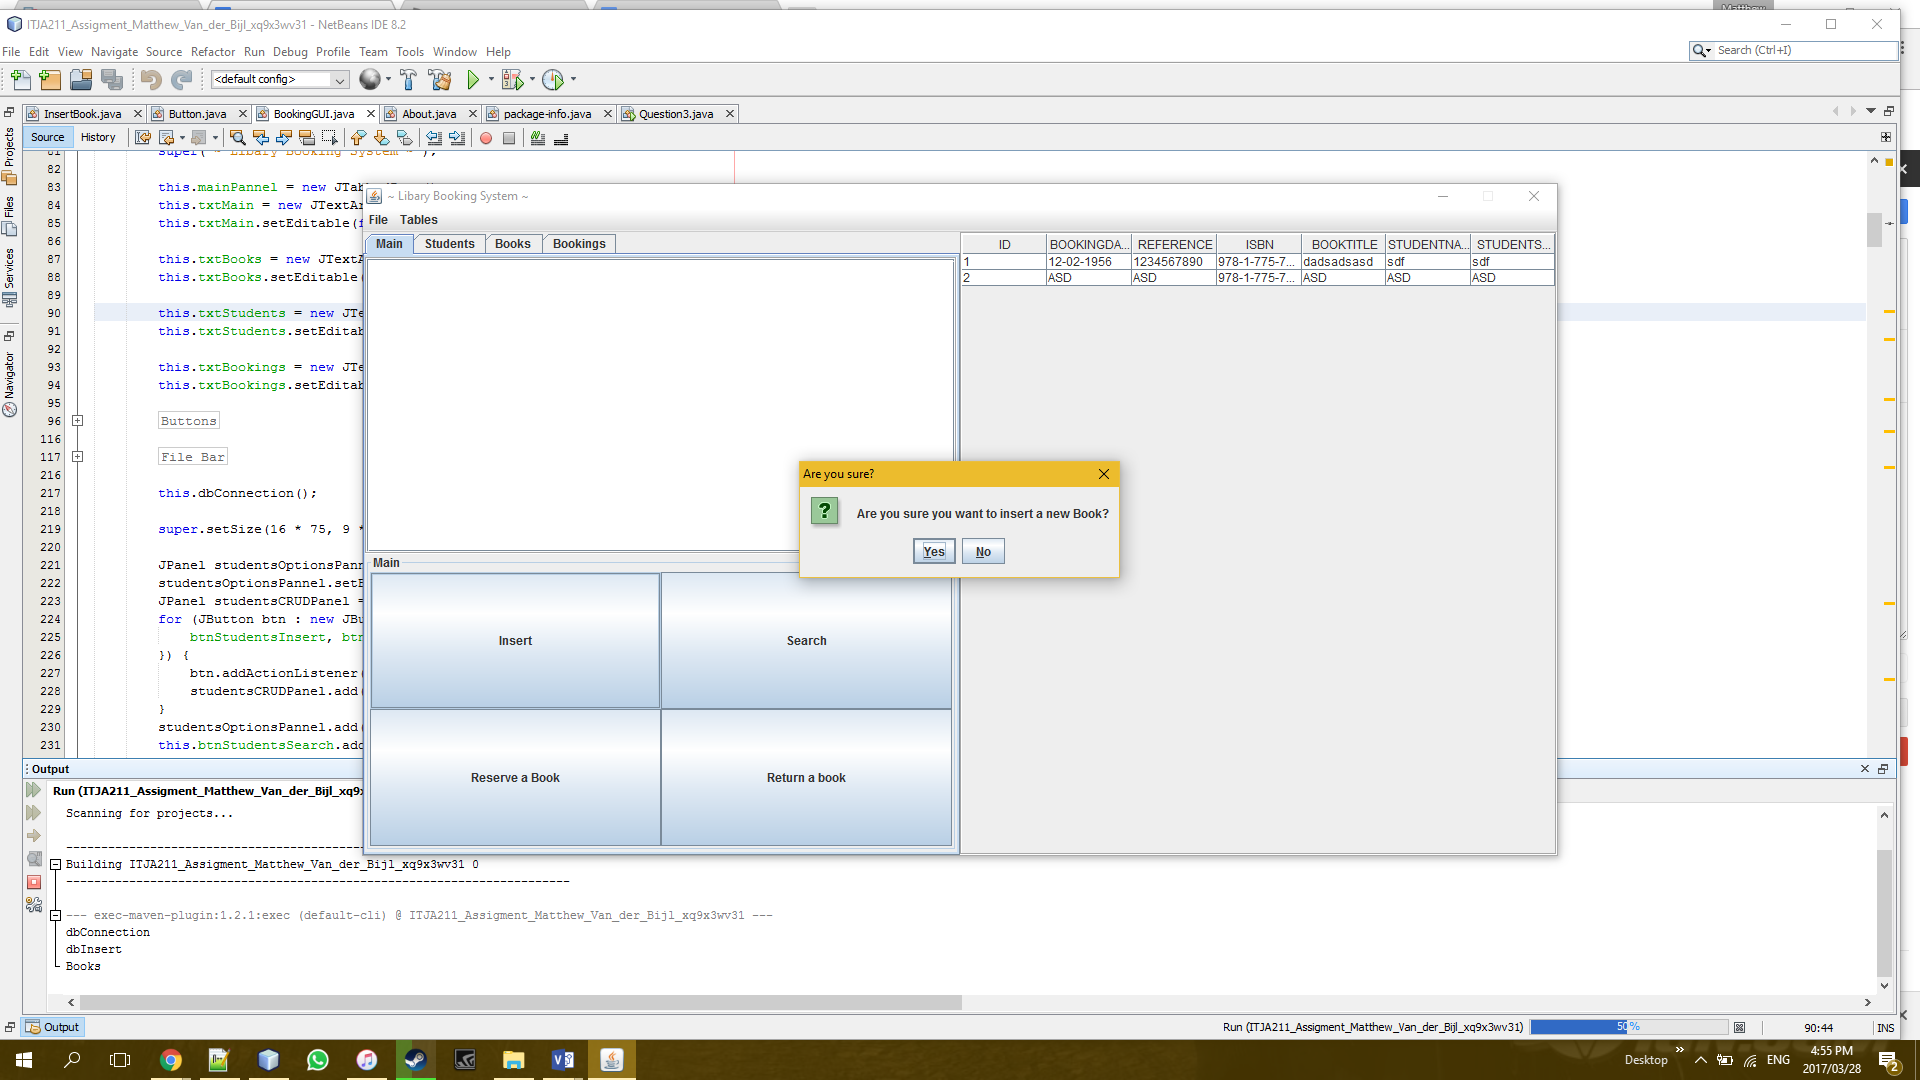 Matthew
ITJA211_Assigment_Matthew_Van_der_Bijl_xq9x3wv31 - NetBeans IDE 8.2
File Edit View Navigate Source Refactor Run Debug Profile Team Tools Window Help
Search (Ctrl+I)
<default config>
InsertBook.java Button.java BookingGUI.java About.java package-info.java Question3.java
Source History
Projects
Files
Services
Navigator
81 super( ~ Libary Booking System ~ );
82
83 this.mainPannel = new JTab
84 this.txtMain = new JTextAr
85 this.txtMain.setEditable(f
86
87 this.txtBooks = new JTextA
88 this.txtBooks.setEditable(
89
90 this.txtStudents = new JTe
91 this.txtStudents.setEditab
92
93 this.txtBookings = new JTe
94 this.txtBookings.setEditab
95
96 Buttons
116
117 File Bar
216
217 this.dbConnection();
218
219 super.setSize(16 * 75, 9 *
220
221 JPanel studentsOptionsPann
222 studentsOptionsPannel.setB
223 JPanel studentsCRUDPanel =
224 for (JButton btn : new JBu
225 btnStudentsInsert, btn
226 }) {
227 btn.addActionListener(
228 studentsCRUDPanel.add(
229 }
230 studentsOptionsPannel.add(
231 this.btnStudentsSearch.add
~ Libary Booking System ~
File Tables
Main Students Books Bookings
ID BOOKINGDA... REFERENCE ISBN BOOKTITLE STUDENTNA... STUDENTS...
1 12-02-1956 1234567890 978-1-775-7... dadsadsasd sdf sdf
2 ASD ASD 978-1-775-7... ASD ASD ASD
Are you sure?
? Are you sure you want to insert a new Book?
Yes No
Main
Insert Search
Reserve a Book Return a book
Output
Run (ITJA211_Assigment_Matthew_Van_der_Bijl_xq9x
Scanning for projects...
------------------------------------------------------------------------
Building ITJA211_Assigment_Matthew_Van_der_Bijl_xq9x3wv31 0
------------------------------------------------------------------------
--- exec-maven-plugin:1.2.1:exec (default-cli) @ ITJA211_Assigment_Matthew_Van_der_Bijl_xq9x3wv31 ---
dbConnection
dbInsert
Books
Output
Run (ITJA211_Assigment_Matthew_Van_der_Bijl_xq9x3wv31) 50% 90:44 INS
Desktop ENG 4:55 PM
2017/03/28
2